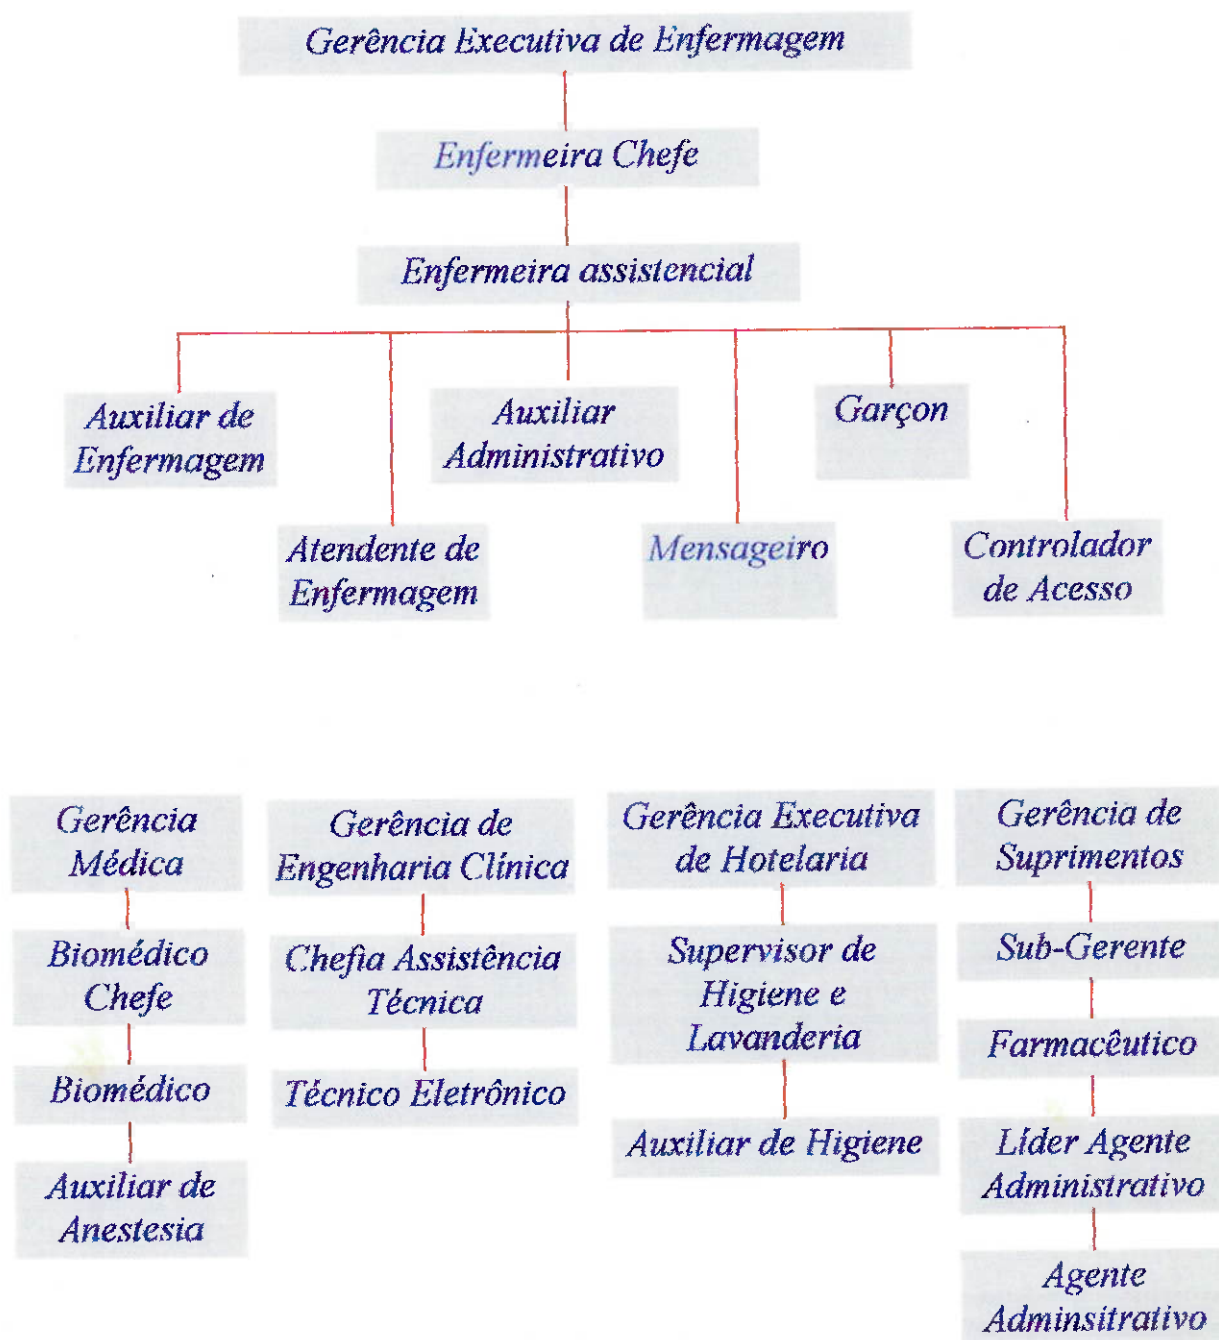 Gerência Executiva de Enfermagem
Enfermeira Chefe
Enfermeira assistencial
Auxiliar de
Enfermagem
Auxiliar
Administrativo
Garçon
Atendente de
Enfermagem
Mensageiro
Controlador
de Acesso
Gerência
Médica
Biomédico
Chefe
Biomédico
Auxiliar de
Anestesia
Gerência de
Engenharia Clínica
Chefia Assistência
Técnica
Técnico Eletrônico
Gerência Executiva
de Hotelaria
Supervisor de
Higiene e
Lavanderia
Auxiliar de Higiene
Gerência de
Suprimentos
Sub-Gerente
Farmacêutico
Líder Agente
Administrativo
Agente
Adminsitrativo